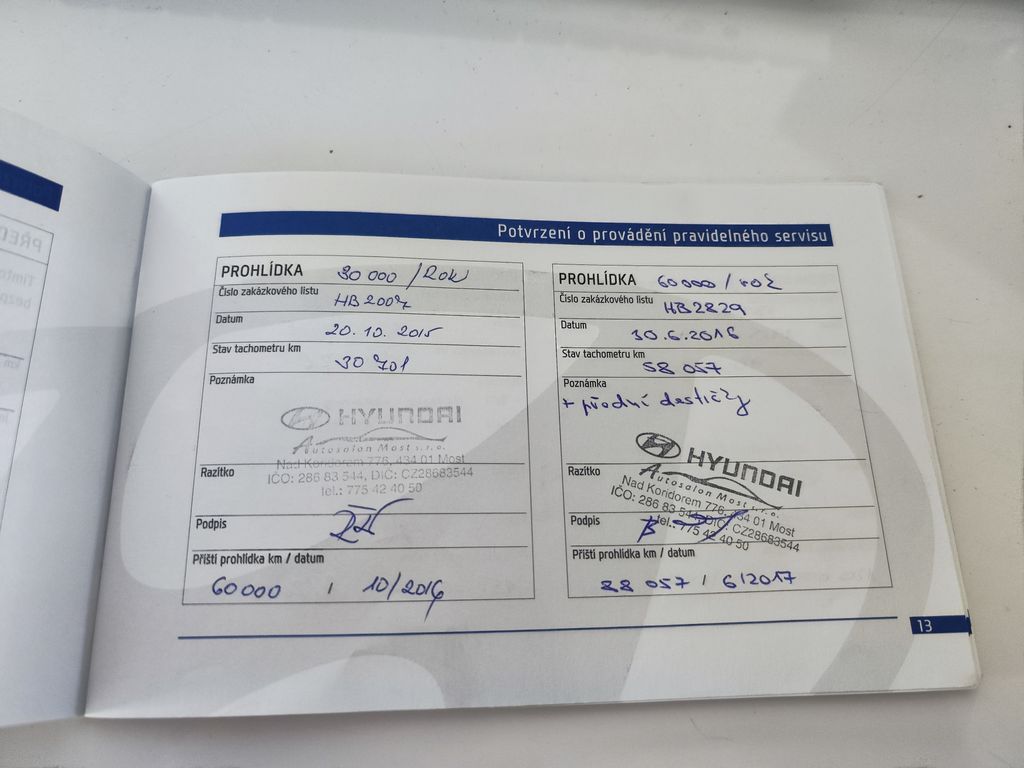 Potvrzení o provádění pravidelného servisu
PROHLÍDKA 30 000 / ROK
Číslo zakázkového listu
HB2007
Datum
20. 10. 2015
Stav tachometru km
30 701
Poznámka
HYUNDAI
Autosalon Most s.r.o.
Nad Koridorem 776, 434 01 Most
Razítko
IČO: 286 83 544, DIČ: CZ28683544
tel.: 775 42 40 50
Podpis
Příští prohlídka km / datum
60 000 / 10/2016
PROHLÍDKA 60 000 / rok
Číslo zakázkového listu
HB2829
Datum
30.6.2016
Stav tachometru km
58 057
Poznámka
+ přední destičky
HYUNDAI
Autosalon Most s.r.o.
Razítko
Nad Koridorem 776, 434 01 Most
IČO: 286 83 544, DIČ: CZ28683544
tel.: 775 42 40 50
Podpis
Příští prohlídka km / datum
88 057 / 6/2017
13